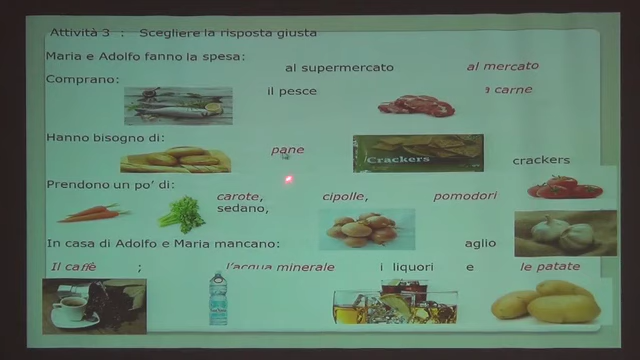 Attività 3 : Scegliere la risposta giusta
Maria e Adolfo fanno la spesa:
al supermercato al mercato
Comprano:
il pesce a carne
Hanno bisogno di:
pane
Crackers
crackers
Prendono un po' di:
carote, cipolle, pomodori
sedano,
In casa di Adolfo e Maria mancano: aglio
Il caffè ; l'acqua minerale i liquori e le patate